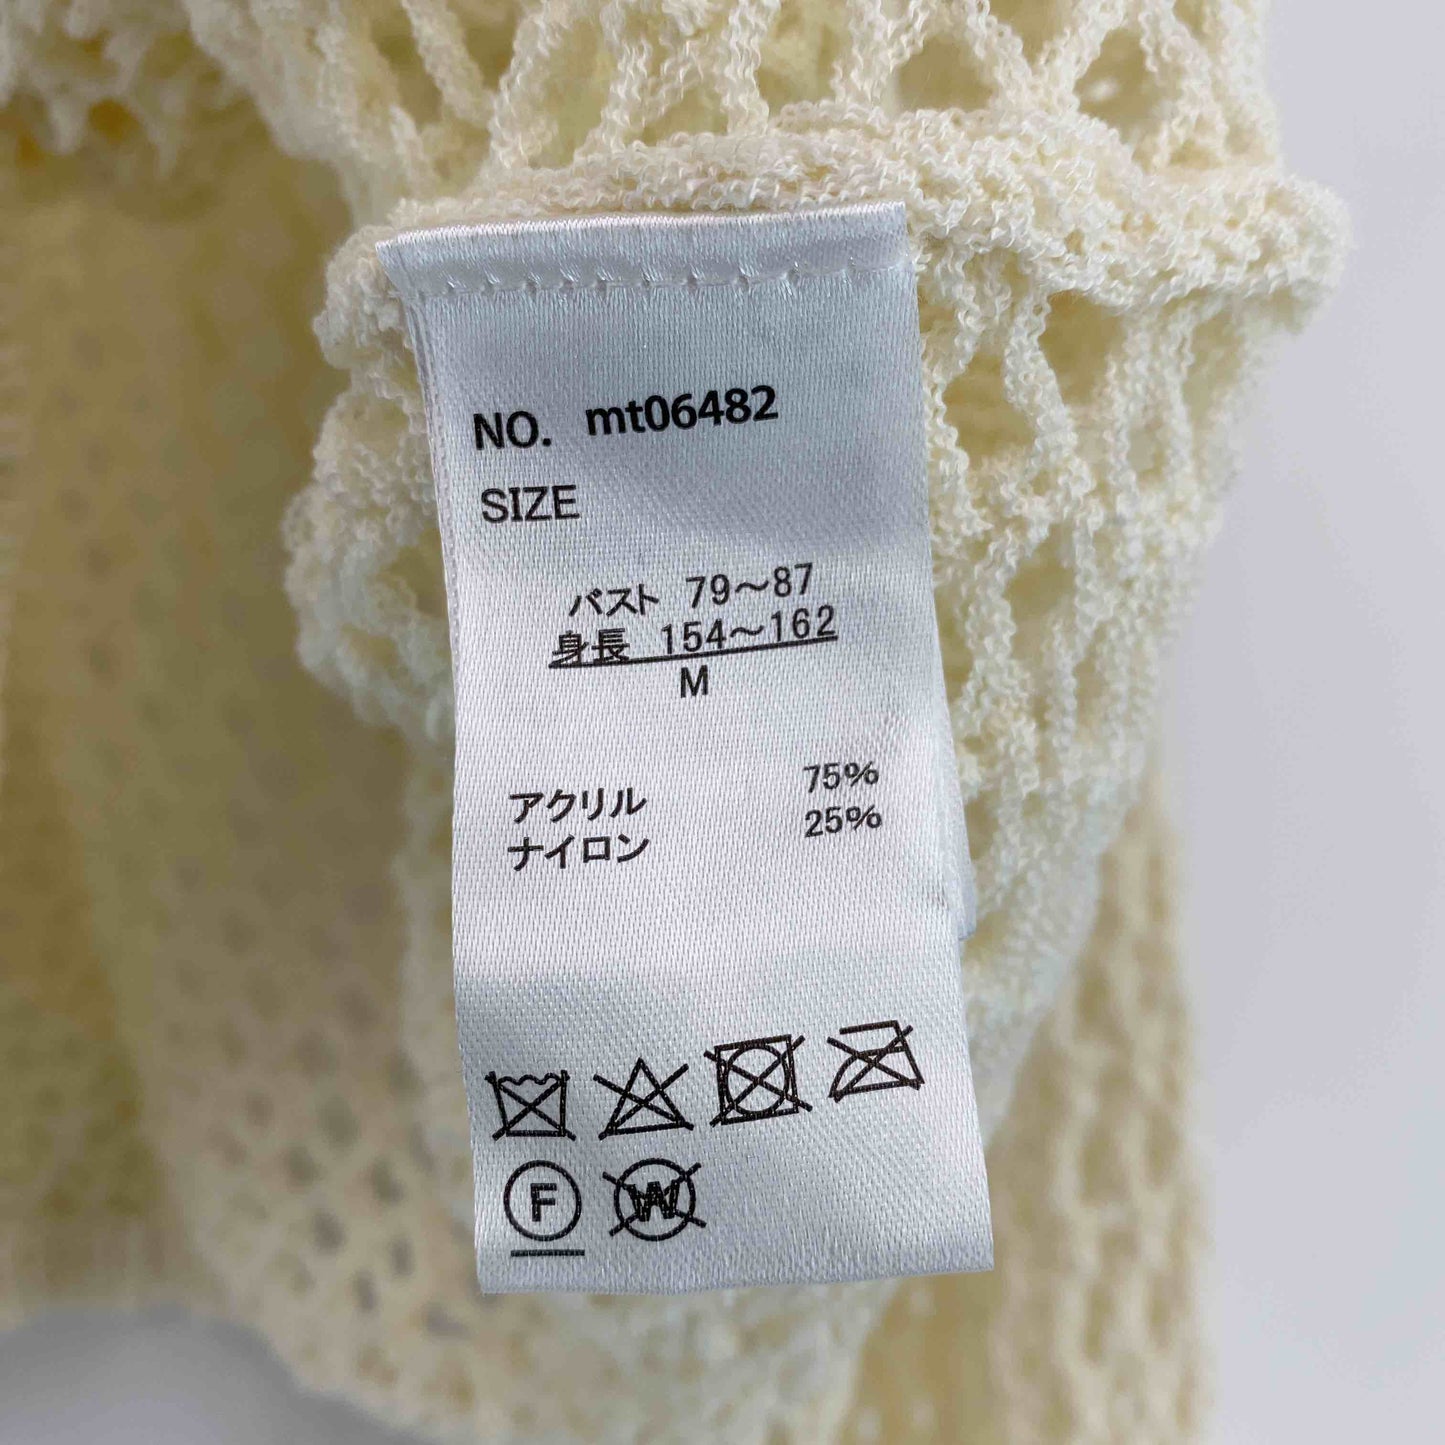 NO. mt06482
SIZE
バスト 79～87
身長 154～162
M
アクリル 75%
ナイロン 25%
F W